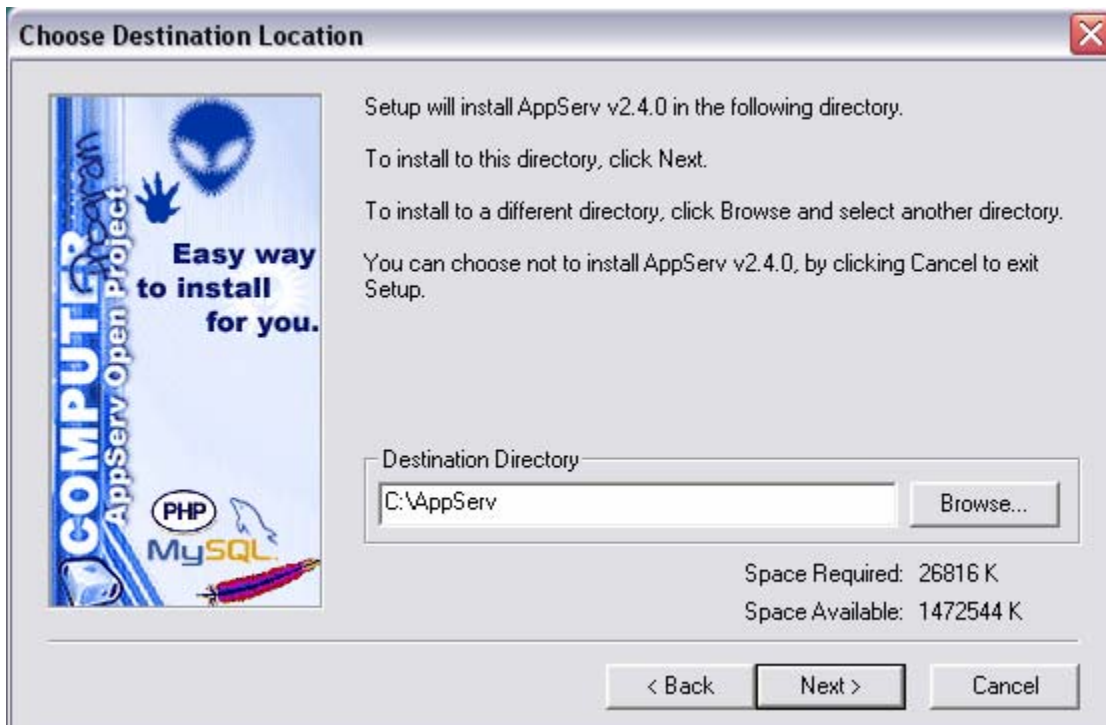 Choose Destination Location
COMPUTER
Program
AppServ Open Project
Easy way
to install
for you.
PHP
MySQL
Setup will install AppServ v2.4.0 in the following directory.
To install to this directory, click Next.
To install to a different directory, click Browse and select another directory.
You can choose not to install AppServ v2.4.0, by clicking Cancel to exit
Setup.
Destination Directory
C:\AppServ
Browse...
Space Required: 26816 K
Space Available: 1472544 K
< Back
Next >
Cancel